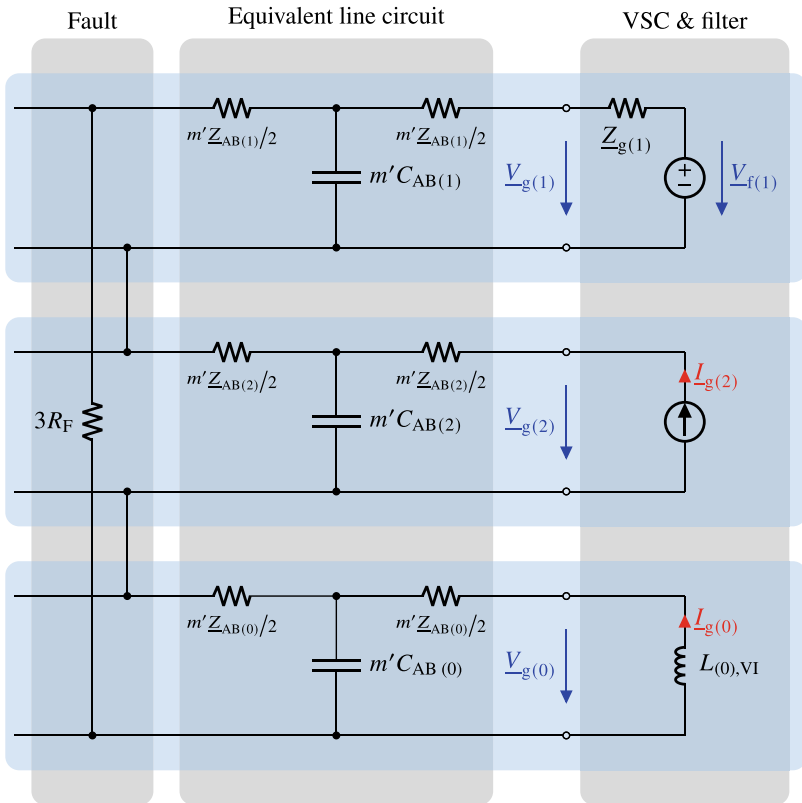 Fault
Equivalent line circuit
VSC & filter
m′Z_AB(1)/2
m′Z_AB(1)/2
Z_g(1)
m′C_AB(1)
V_g(1)
+
−
V_f(1)
m′Z_AB(2)/2
m′Z_AB(2)/2
I_g(2)
3R_F
m′C_AB(2)
V_g(2)
m′Z_AB(0)/2
m′Z_AB(0)/2
I_g(0)
m′C_AB (0)
V_g(0)
L_(0),VI